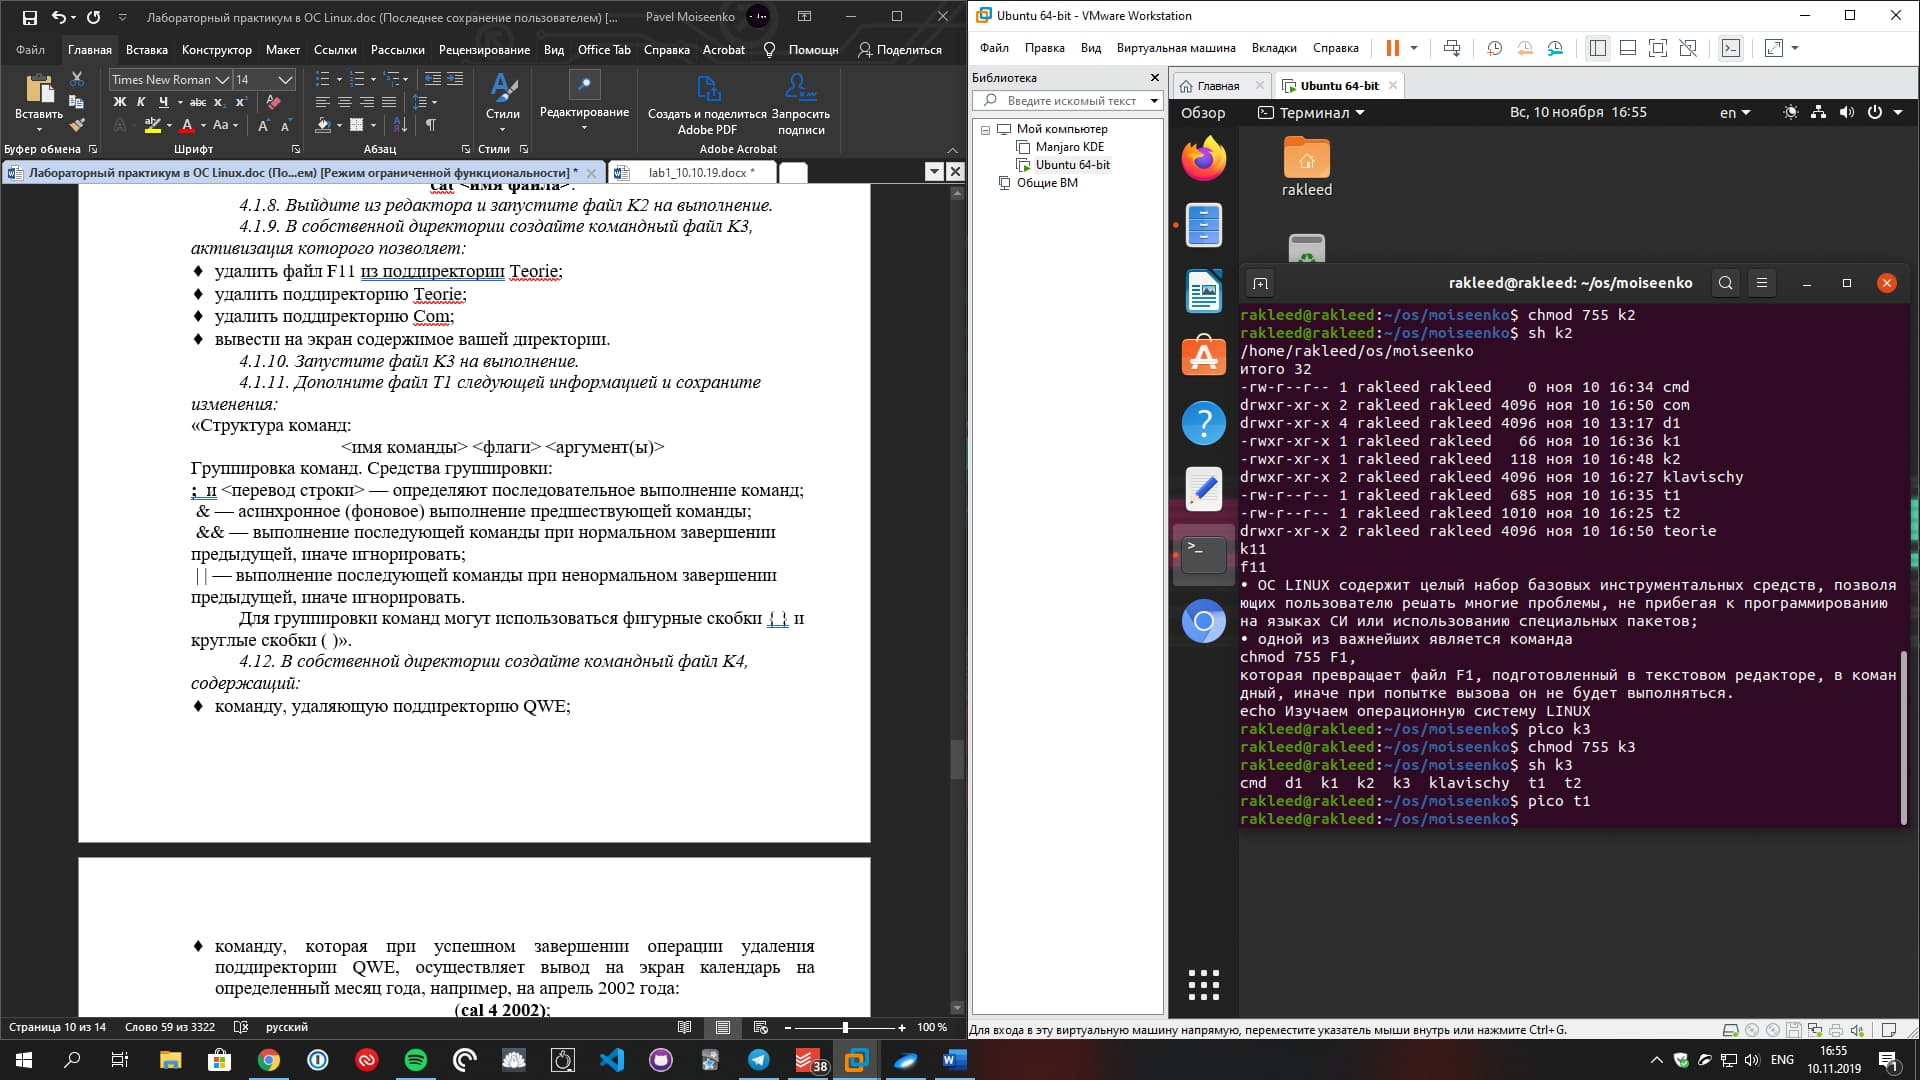 Лабораторный практикум в ОС Linux.doc (Последнее сохранение пользователем) [...
Pavel Moiseenko
Файл Главная Вставка Конструктор Макет Ссылки Рассылки Рецензирование Вид Office Tab Справка Acrobat Помощн Поделиться
Times New Roman 14
Ж К Ч abc x₂ x²
Aa
Вставить
Стили
Редактирование
Создать и поделиться Adobe PDF
Запросить подписи
Буфер обмена Шрифт Абзац Стили Adobe Acrobat
Лабораторный практикум в ОС Linux.doc (По...ем) [Режим ограниченной функциональности] *
lab1_10.10.19.docx *
cat <имя файла>.
4.1.8. Выйдите из редактора и запустите файл K2 на выполнение.
4.1.9. В собственной директории создайте командный файл K3,
активизация которого позволяет:
♦ удалить файл F11 из поддиректории Teorie;
♦ удалить поддиректорию Teorie;
♦ удалить поддиректорию Com;
♦ вывести на экран содержимое вашей директории.
4.1.10. Запустите файл K3 на выполнение.
4.1.11. Дополните файл T1 следующей информацией и сохраните
изменения:
«Структура команд:
<имя команды> <флаги> <аргумент(ы)>
Группировка команд. Средства группировки:
; и <перевод строки> — определяют последовательное выполнение команд;
& — асинхронное (фоновое) выполнение предшествующей команды;
&& — выполнение последующей команды при нормальном завершении
предыдущей, иначе игнорировать;
|| — выполнение последующей команды при ненормальном завершении
предыдущей, иначе игнорировать.
Для группировки команд могут использоваться фигурные скобки { } и
круглые скобки ( )».
4.12. В собственной директории создайте командный файл K4,
содержащий:
♦ команду, удаляющую поддиректорию QWE;
♦ команду, которая при успешном завершении операции удаления
поддиректории QWE, осуществляет вывод на экран календарь на
определенный месяц года, например, на апрель 2002 года:
(cal 4 2002);
Страница 10 из 14 Слово 59 из 3322 русский 100 %
Ubuntu 64-bit - VMware Workstation
Файл Правка Вид Виртуальная машина Вкладки Справка
Библиотека
Введите искомый текст
Мой компьютер
Manjaro KDE
Ubuntu 64-bit
Общие ВМ
Главная Ubuntu 64-bit
Обзор Терминал Вс, 10 ноября 16:55 en
rakleed
rakleed@rakleed: ~/os/moiseenko
rakleed@rakleed:~/os/moiseenko$ chmod 755 k2
rakleed@rakleed:~/os/moiseenko$ sh k2
/home/rakleed/os/moiseenko
итого 32
-rw-r--r-- 1 rakleed rakleed    0 ноя 10 16:34 cmd
drwxr-xr-x 2 rakleed rakleed 4096 ноя 10 16:50 com
drwxr-xr-x 4 rakleed rakleed 4096 ноя 10 13:17 d1
-rwxr-xr-x 1 rakleed rakleed   66 ноя 10 16:36 k1
-rwxr-xr-x 1 rakleed rakleed  118 ноя 10 16:48 k2
drwxr-xr-x 2 rakleed rakleed 4096 ноя 10 16:27 klavischy
-rw-r--r-- 1 rakleed rakleed  685 ноя 10 16:35 t1
-rw-r--r-- 1 rakleed rakleed 1010 ноя 10 16:25 t2
drwxr-xr-x 2 rakleed rakleed 4096 ноя 10 16:50 teorie
k11
f11
• ОС LINUX содержит целый набор базовых инструментальных средств, позволя
ющих пользователю решать многие проблемы, не прибегая к программированию
на языках СИ или использованию специальных пакетов;
• одной из важнейших является команда
chmod 755 F1,
которая превращает файл F1, подготовленный в текстовом редакторе, в коман
дный, иначе при попытке вызова он не будет выполняться.
echo Изучаем операционную систему LINUX
rakleed@rakleed:~/os/moiseenko$ pico k3
rakleed@rakleed:~/os/moiseenko$ chmod 755 k3
rakleed@rakleed:~/os/moiseenko$ sh k3
cmd  d1  k1  k2  k3  klavischy  t1  t2
rakleed@rakleed:~/os/moiseenko$ pico t1
rakleed@rakleed:~/os/moiseenko$
Для входа в эту виртуальную машину напрямую, переместите указатель мыши внутрь или нажмите Ctrl+G.
38
ENG
16:55
10.11.2019
1